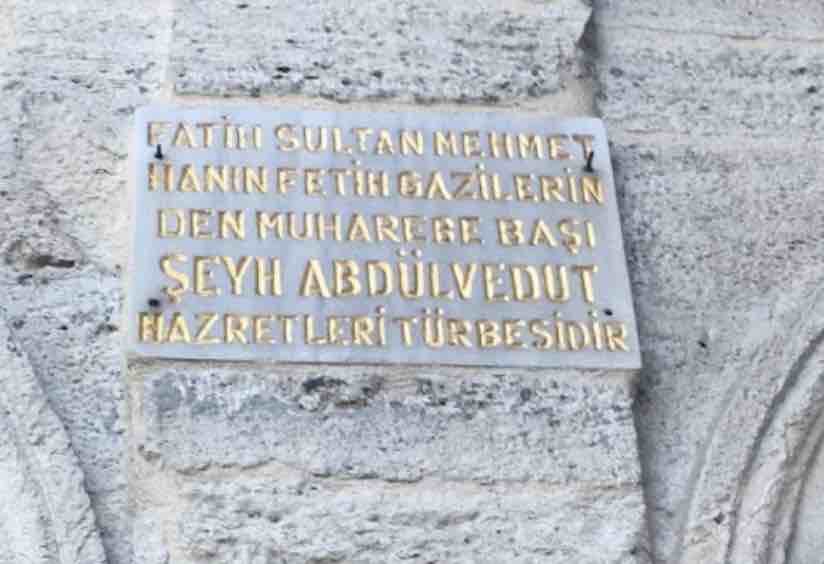 FATİH SULTAN MEHMET
HANIN FETİH GAZİLERİN
DEN MUHAREBE BAŞI
ŞEYH ABDÜLVEDUT
HAZRETLERİ TÜRBESİDİR